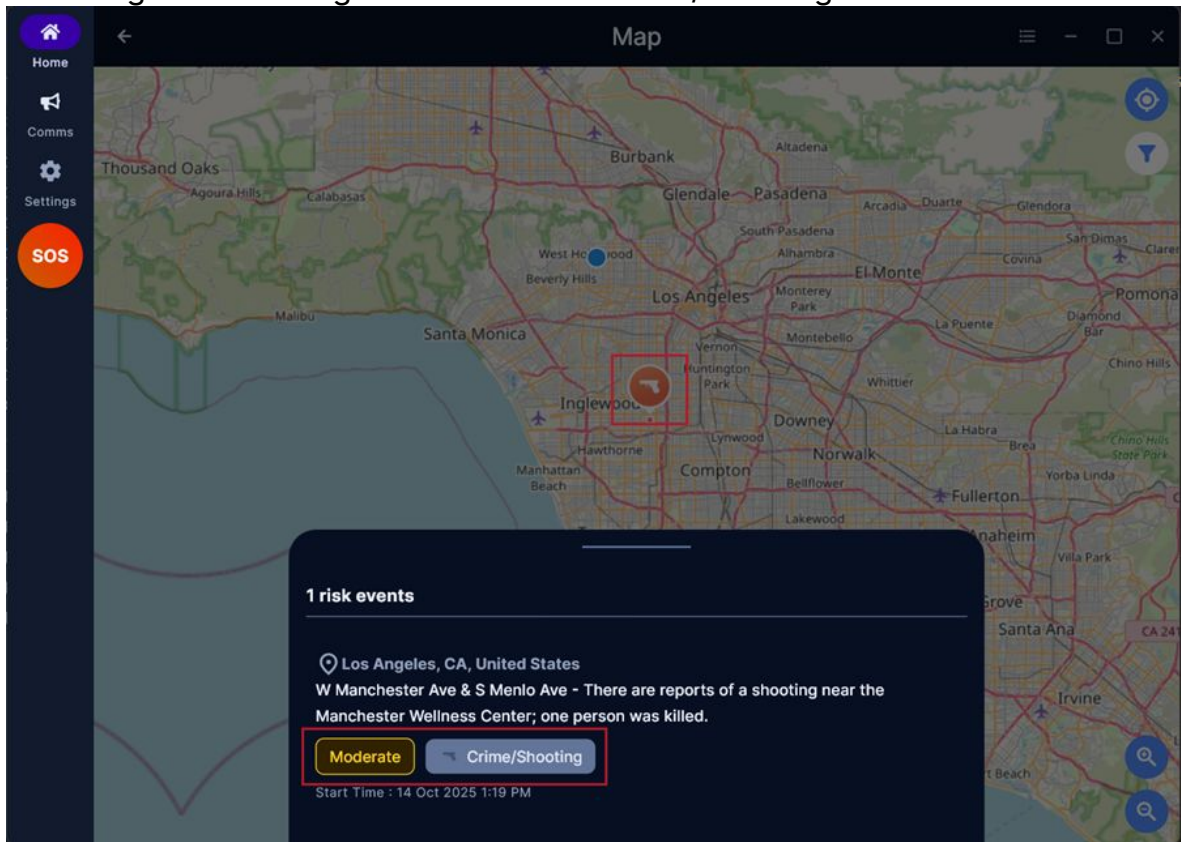 Home
Comms
Settings
SOS
Map
Thousand Oaks
Agoura Hills
Calabasas
Burbank
Altadena
Glendale
Pasadena
Arcadia
Duarte
Glendora
South Pasadena
San Dimas
West Ho
wood
Alhambra
Covina
Beverly Hills
El Monte
Los Angeles
Monterey
Park
Pomona
Malibu
Santa Monica
La Puente
Diamond
Bar
Vernon
Montebello
Huntington
Park
Chino Hills
Whittier
Inglewood
Downey
La Habra
Brea
Chino Hills
State Park
Lynwood
Hawthorne
Norwalk
Manhattan
Beach
Compton
Bellflower
Yorba Linda
Fullerton
Lakewood
naheim
Villa Park
Grove
Santa Ana
CA 241
Irvine
t Beach
1 risk events
Los Angeles, CA, United States
W Manchester Ave & S Menlo Ave - There are reports of a shooting near the
Manchester Wellness Center; one person was killed.
Moderate
Crime/Shooting
Start Time : 14 Oct 2025 1:19 PM